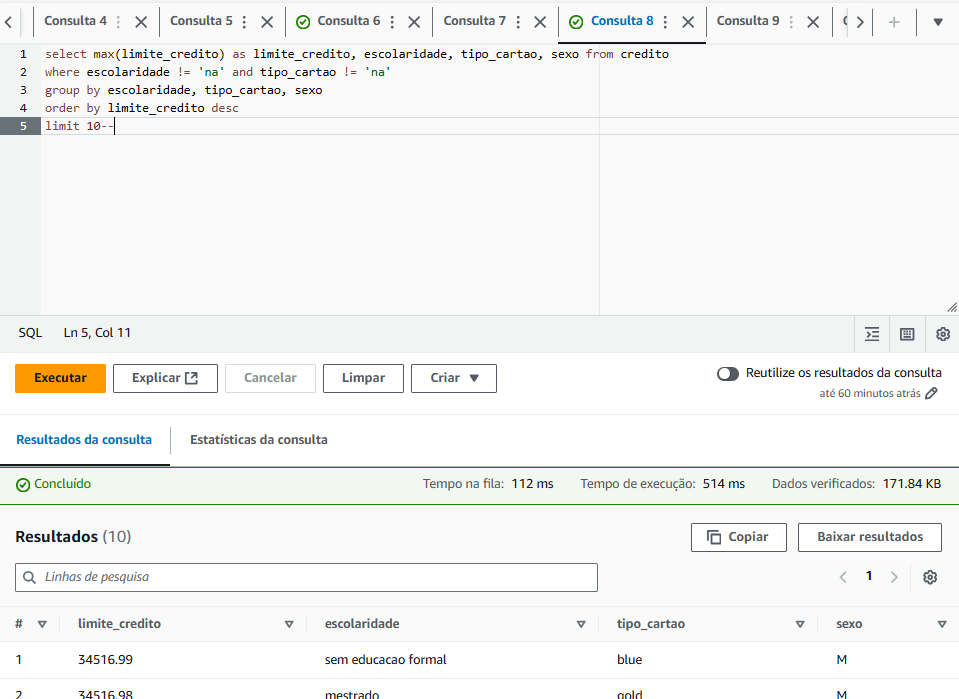 Consulta 4 Consulta 5 Consulta 6 Consulta 7 Consulta 8 Consulta 9
1 select max(limite_credito) as limite_credito, escolaridade, tipo_cartao, sexo from credito
2 where escolaridade != 'na' and tipo_cartao != 'na'
3 group by escolaridade, tipo_cartao, sexo
4 order by limite_credito desc
5 limit 10--
SQL Ln 5, Col 11
Executar Explicar Cancelar Limpar Criar
Reutilize os resultados da consulta
até 60 minutos atrás
Resultados da consulta Estatísticas da consulta
Concluído Tempo na fila: 112 ms Tempo de execução: 514 ms Dados verificados: 171.84 KB
Resultados (10) Copiar Baixar resultados
Linhas de pesquisa 1
# limite_credito escolaridade tipo_cartao sexo
1 34516.99 sem educacao formal blue M
2 34516.98 mestrado gold M